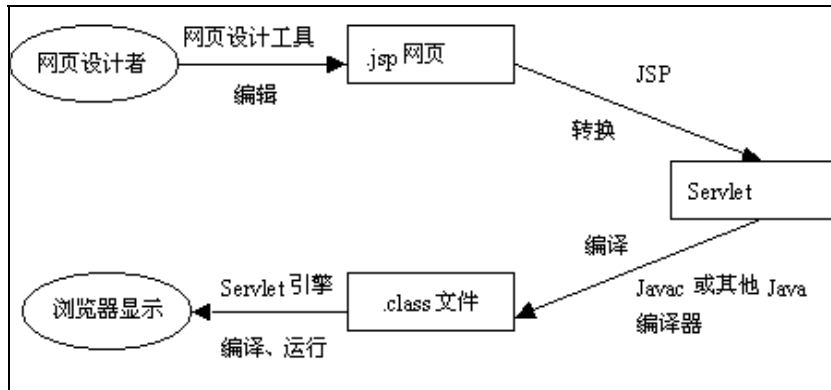 网页设计者
网页设计工具
编辑
.jsp 网页
JSP
转换
Servlet
编译
Javac 或其他 Java
编译器
.class 文件
Servlet 引擎
编译、运行
浏览器显示